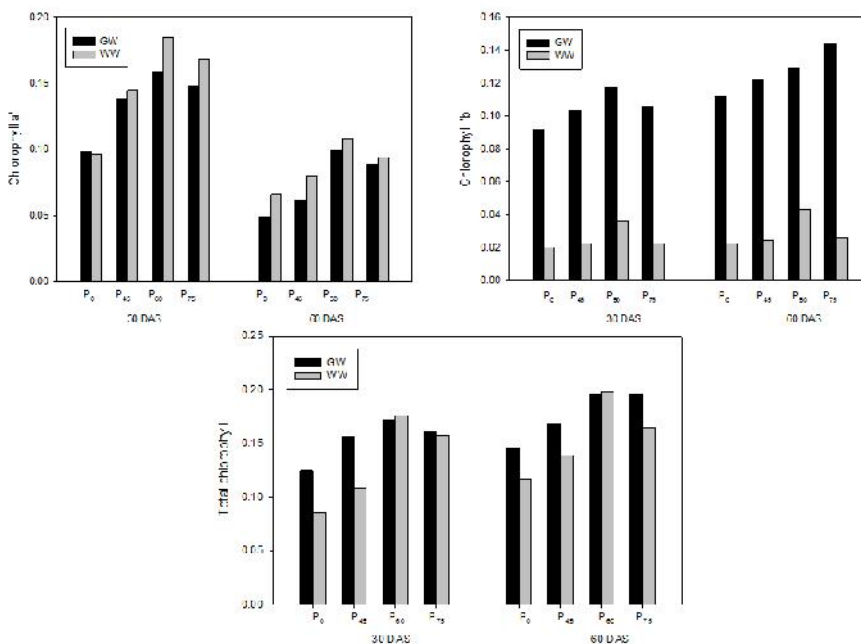 0.20
0.15
0.10
0.05
0.00
GW
WW
Chlorophyll 'a'
P0 P45 P60 P75
P0 P45 P75
30 DAS 60 DAS
0.16
0.14
0.12
0.10
0.08
0.06
0.04
0.02
0.00
GW
WW
Chlorophyll 'b
P0 P45 P60 P75
P0 P45 P60 P75
30 DAS 60 DAS
0.25
0.20
0.15
0.10
0.05
0.00
GW
WW
Total chlorophyll
P0 P45 P60 P75
P0 P45 P60 P75
30 DAS 60 DAS